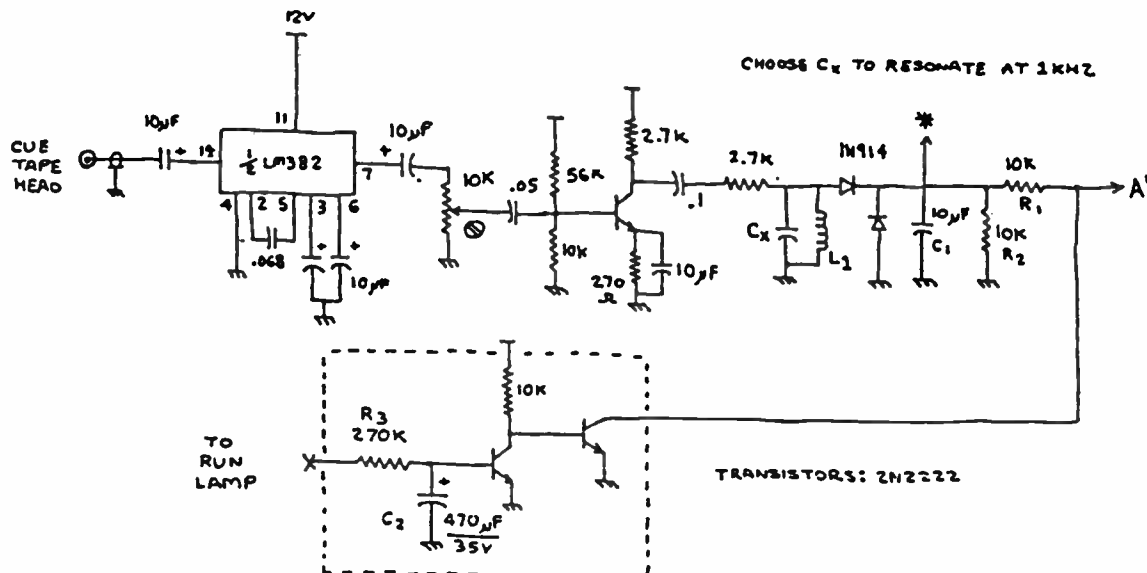 12V
CHOOSE Cx TO RESONATE AT 1KHZ
CUE
TAPE
HEAD
10µF
+
14
11
1/2 LM382
7
4
2
5
3
6
.068
+
+
10µF
+
10µF
10K
.05
56K
10K
2.7K
270
Ω
10µF
.1
2.7K
Cx
L1
1N914
*
10µF
C1
10K
R1
10K
R2
A'
TO
RUN
LAMP
X
R3
270K
C2
+
470µF
35V
10K
TRANSISTORS: 2N2222